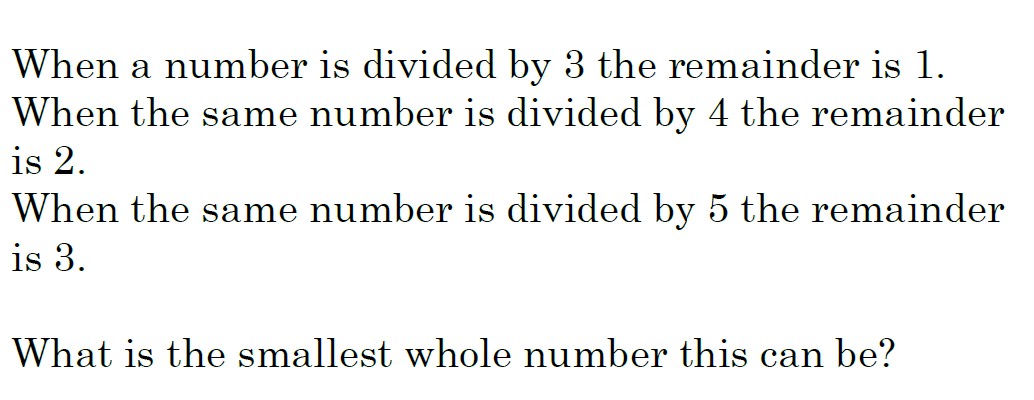 When a number is divided by 3 the remainder is 1.
When the same number is divided by 4 the remainder
is 2.
When the same number is divided by 5 the remainder
is 3.
What is the smallest whole number this can be?